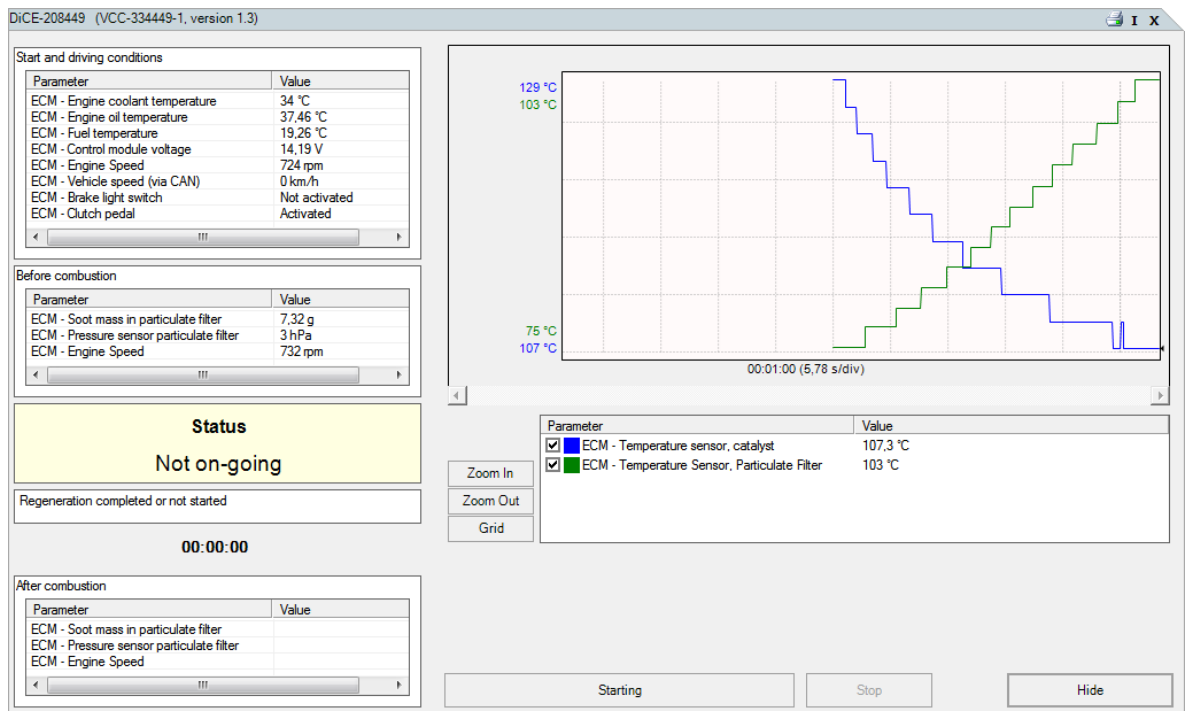 DiCE-208449 (VCC-334449-1, version 1.3)
I X
Start and driving conditions
Parameter Value
ECM - Engine coolant temperature 34 °C
ECM - Engine oil temperature 37,46 °C
ECM - Fuel temperature 19,26 °C
ECM - Control module voltage 14,19 V
ECM - Engine Speed 724 rpm
ECM - Vehicle speed (via CAN) 0 km/h
ECM - Brake light switch Not activated
ECM - Clutch pedal Activated
Before combustion
Parameter Value
ECM - Soot mass in particulate filter 7,32 g
ECM - Pressure sensor particulate filter 3 hPa
ECM - Engine Speed 732 rpm
Status
Not on-going
Regeneration completed or not started
00:00:00
After combustion
Parameter Value
ECM - Soot mass in particulate filter
ECM - Pressure sensor particulate filter
ECM - Engine Speed
129 °C
103 °C
75 °C
107 °C
00:01:00 (5,78 s/div)
Parameter Value
ECM - Temperature sensor, catalyst 107,3 °C
ECM - Temperature Sensor, Particulate Filter 103 °C
Zoom In
Zoom Out
Grid
Starting Stop Hide